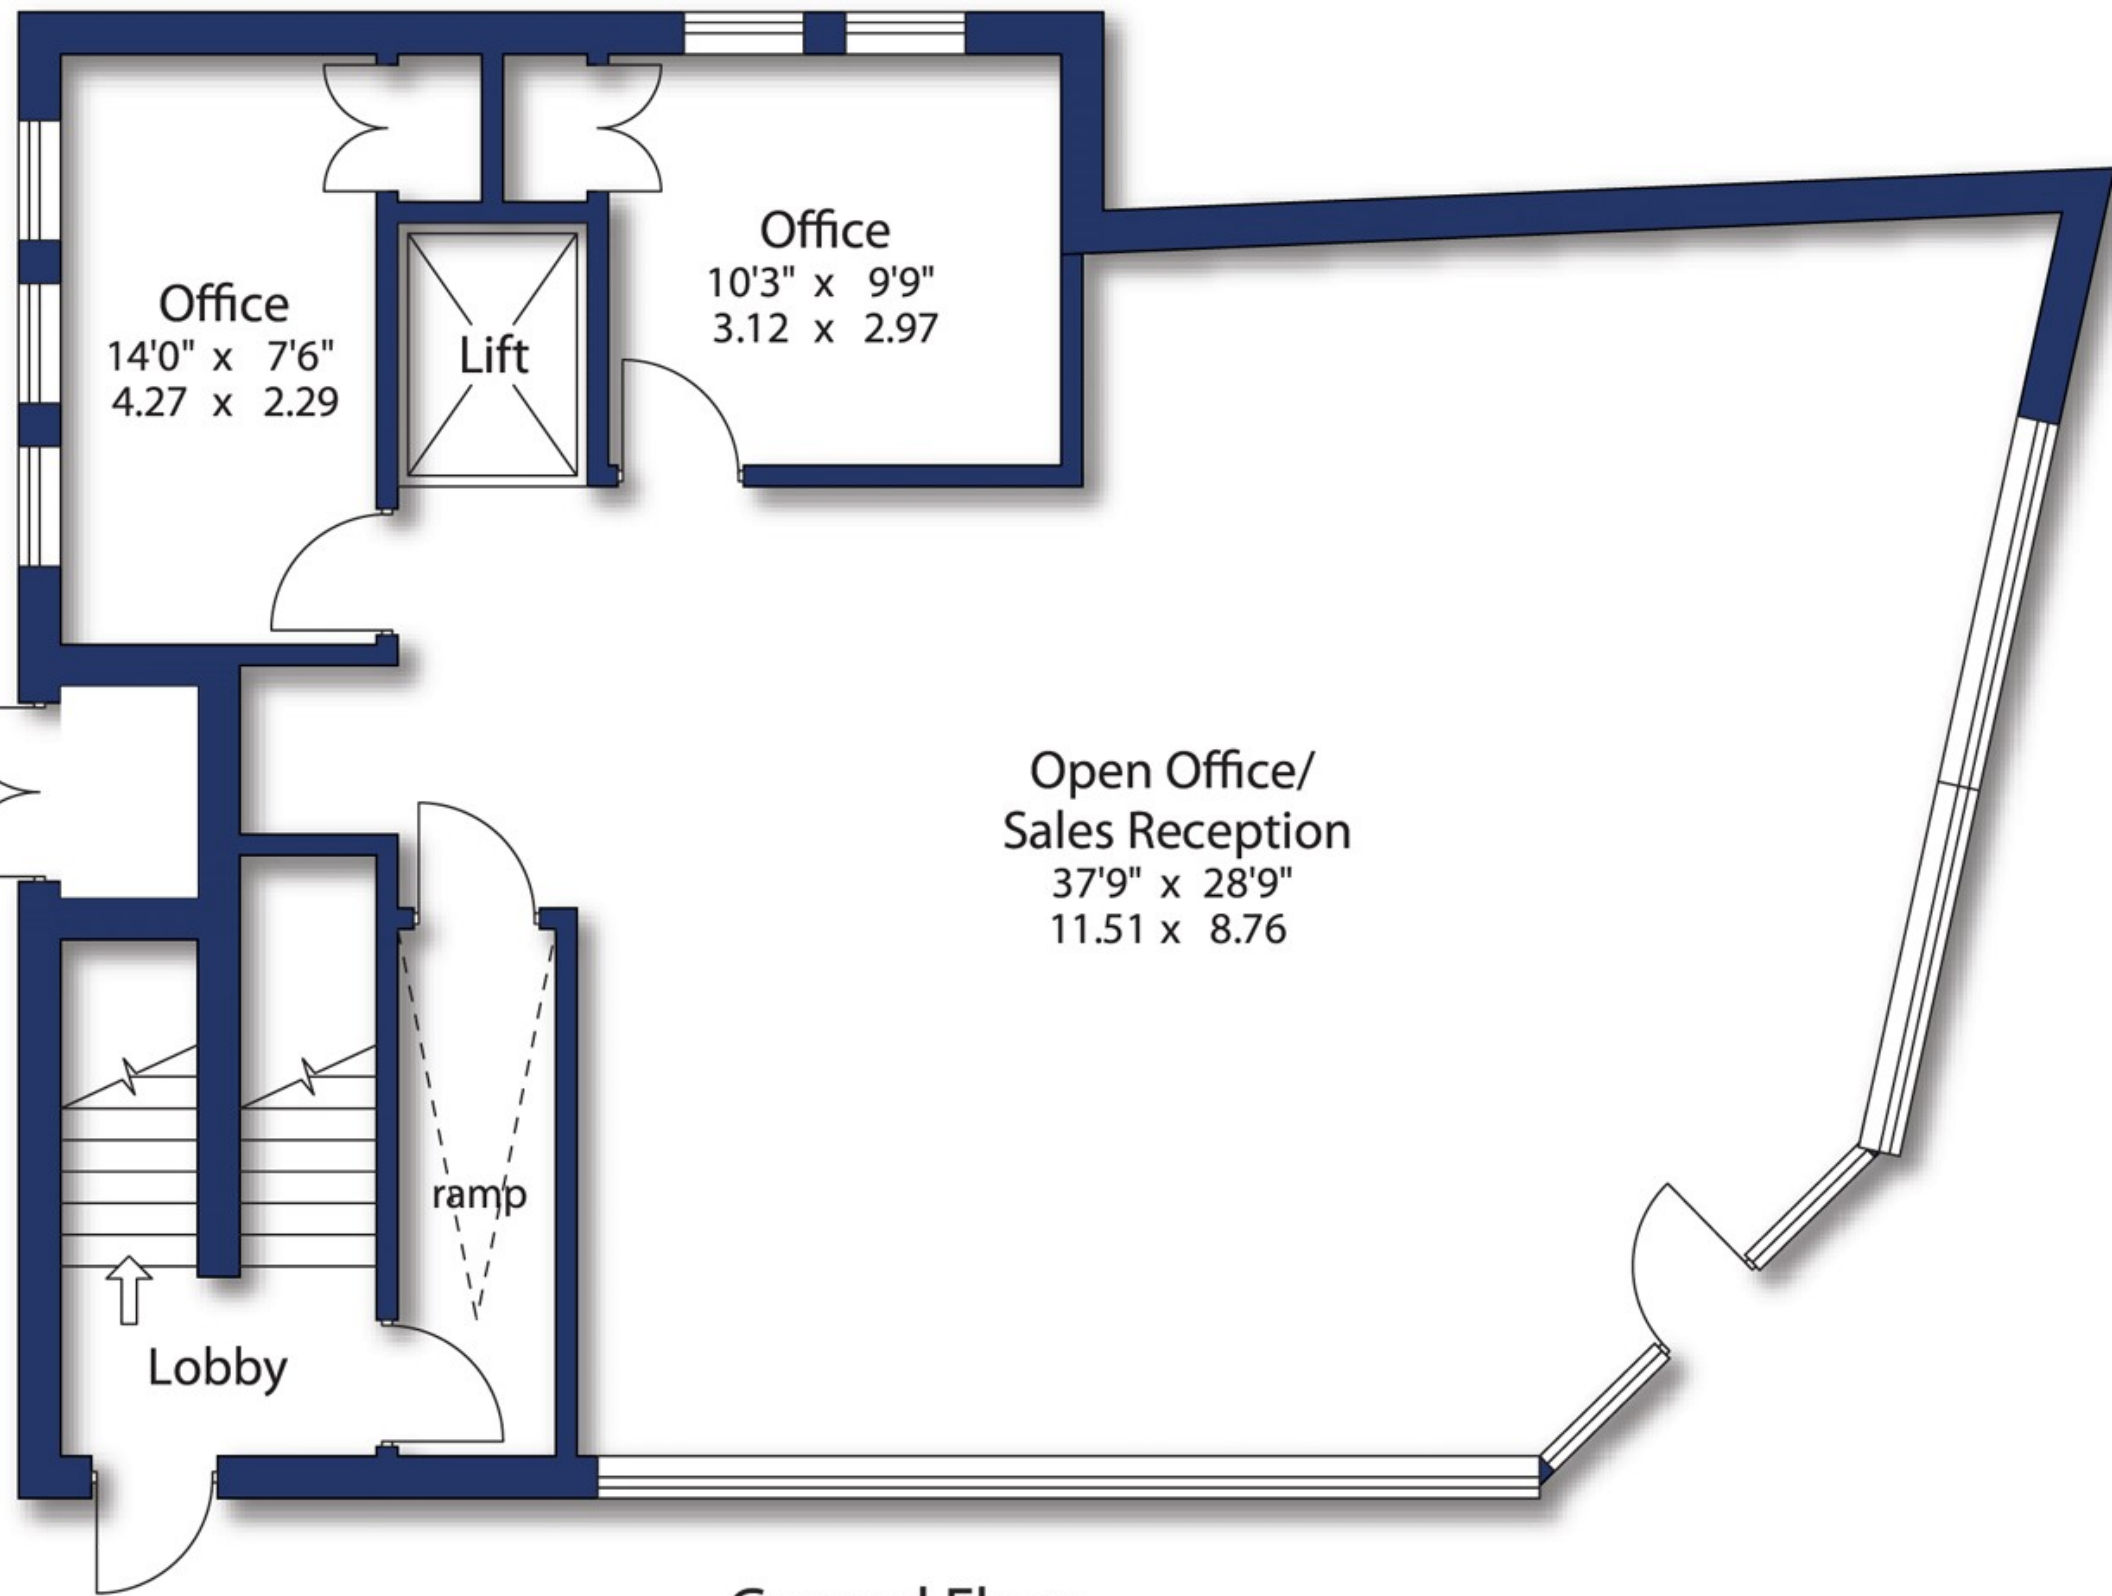 Office
14'0" x 7'6"
4.27 x 2.29
Lift
Office
10'3" x 9'9"
3.12 x 2.97
Open Office/
Sales Reception
37'9" x 28'9"
11.51 x 8.76
ramp
Lobby